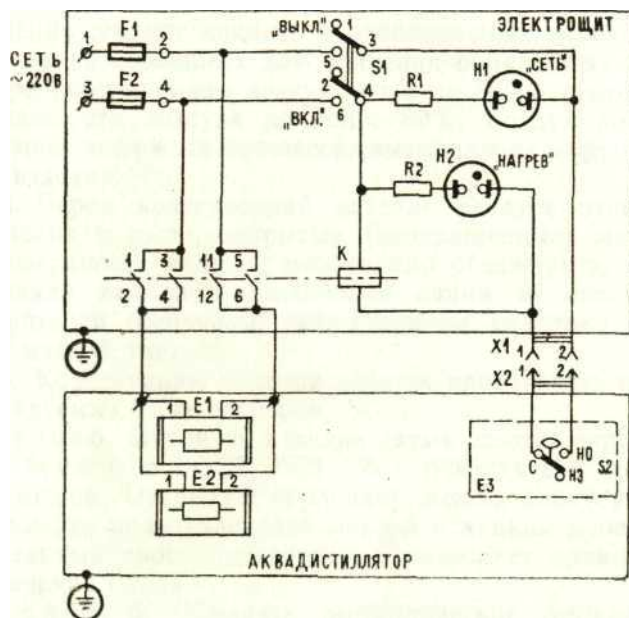 ЭЛЕКТРОЩИТ
СЕТЬ
~220В
1 F1 2
3 F2 4
„ВЫКЛ."
1
3
5
S1
2
4
6
„ВКЛ."
R1
H1
„СЕТЬ"
R2
H2
„НАГРЕВ"
K
1 3 11 5
2 4 12 6
X1 1 2
X2 1 2
1 E1 2
1 E2 2
НО
НЗ
S2
E3
АКВАДИСТИЛЛЯТОР